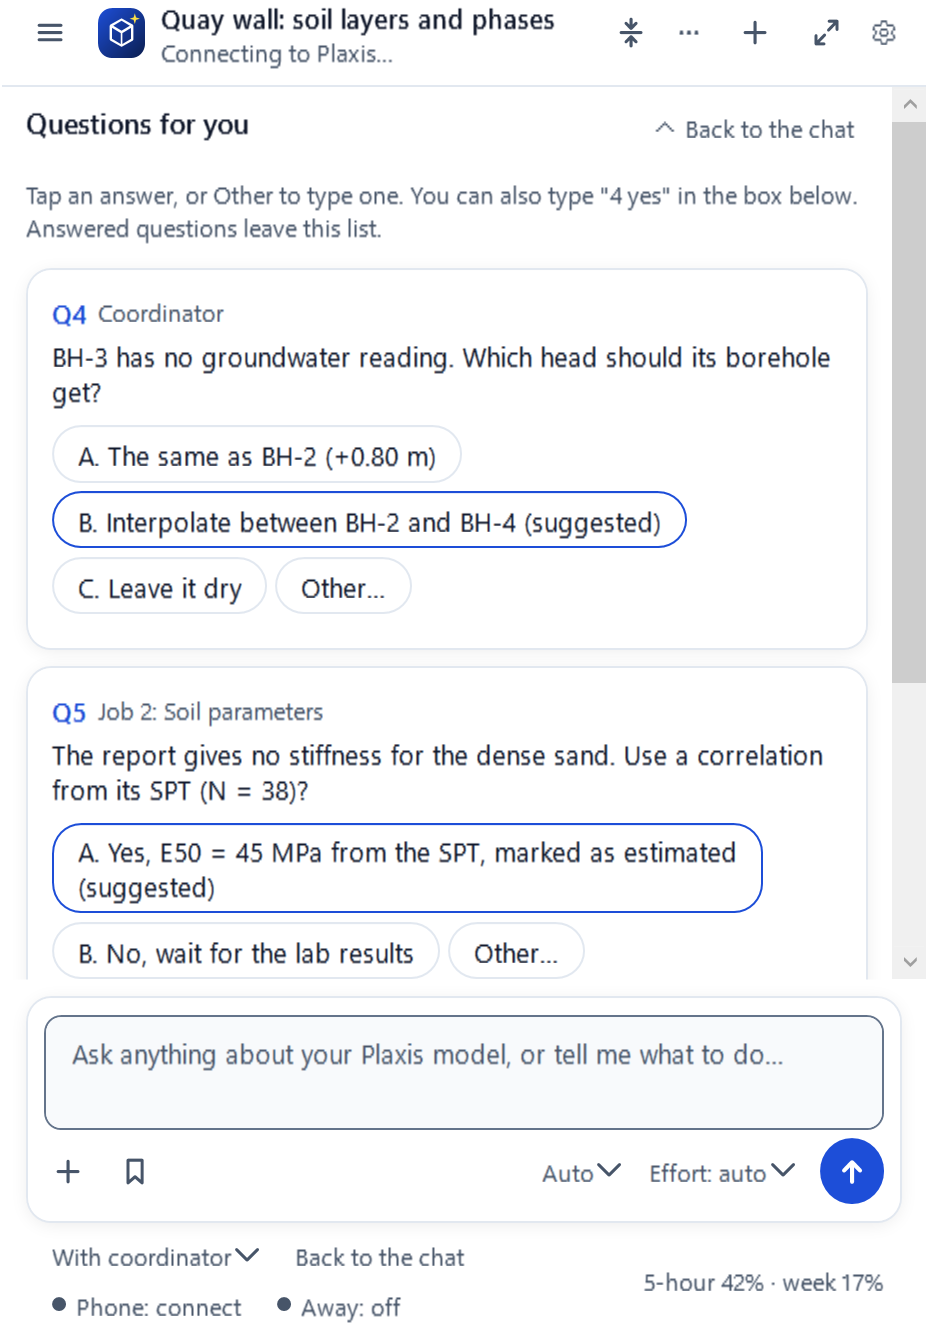 Quay wall: soil layers and phases
Connecting to Plaxis...
Questions for you
Back to the chat
Tap an answer, or Other to type one. You can also type "4 yes" in the box below.
Answered questions leave this list.
Q4 Coordinator
BH-3 has no groundwater reading. Which head should its borehole
get?
A. The same as BH-2 (+0.80 m)
B. Interpolate between BH-2 and BH-4 (suggested)
C. Leave it dry
Other...
Q5 Job 2: Soil parameters
The report gives no stiffness for the dense sand. Use a correlation
from its SPT (N = 38)?
A. Yes, E50 = 45 MPa from the SPT, marked as estimated
(suggested)
B. No, wait for the lab results
Other...
Ask anything about your Plaxis model, or tell me what to do...
Auto
Effort: auto
With coordinator
Back to the chat
5-hour 42% · week 17%
Phone: connect
Away: off